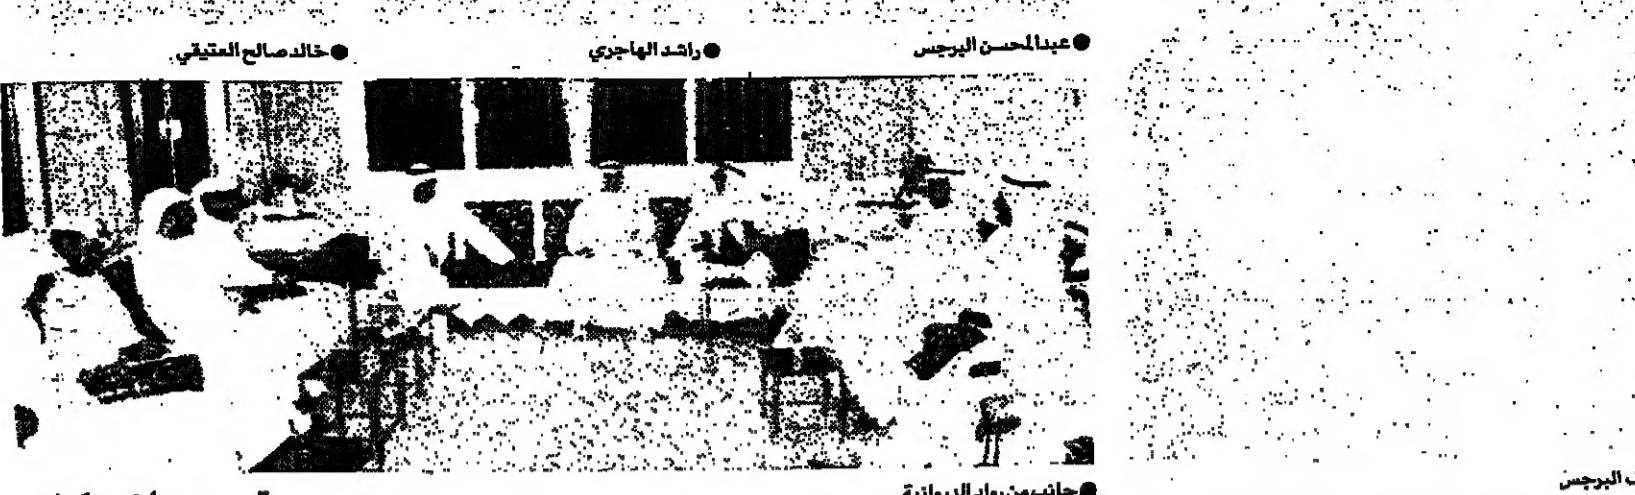 ● عبدالمحسن البرجس
● راشد الهاجري
● خالد صالح العتيقي
● جانب من رواد الديوانية
البرجس